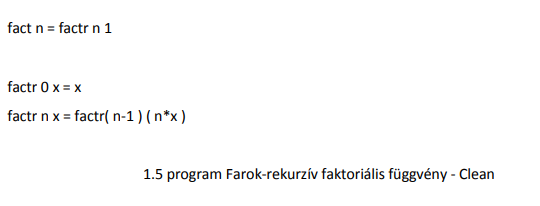 fact n = factr n 1
factr 0 x = x
factr n x = factr( n-1 ) ( n*x )
1.5 program Farok-rekurzív faktoriális függvény - Clean